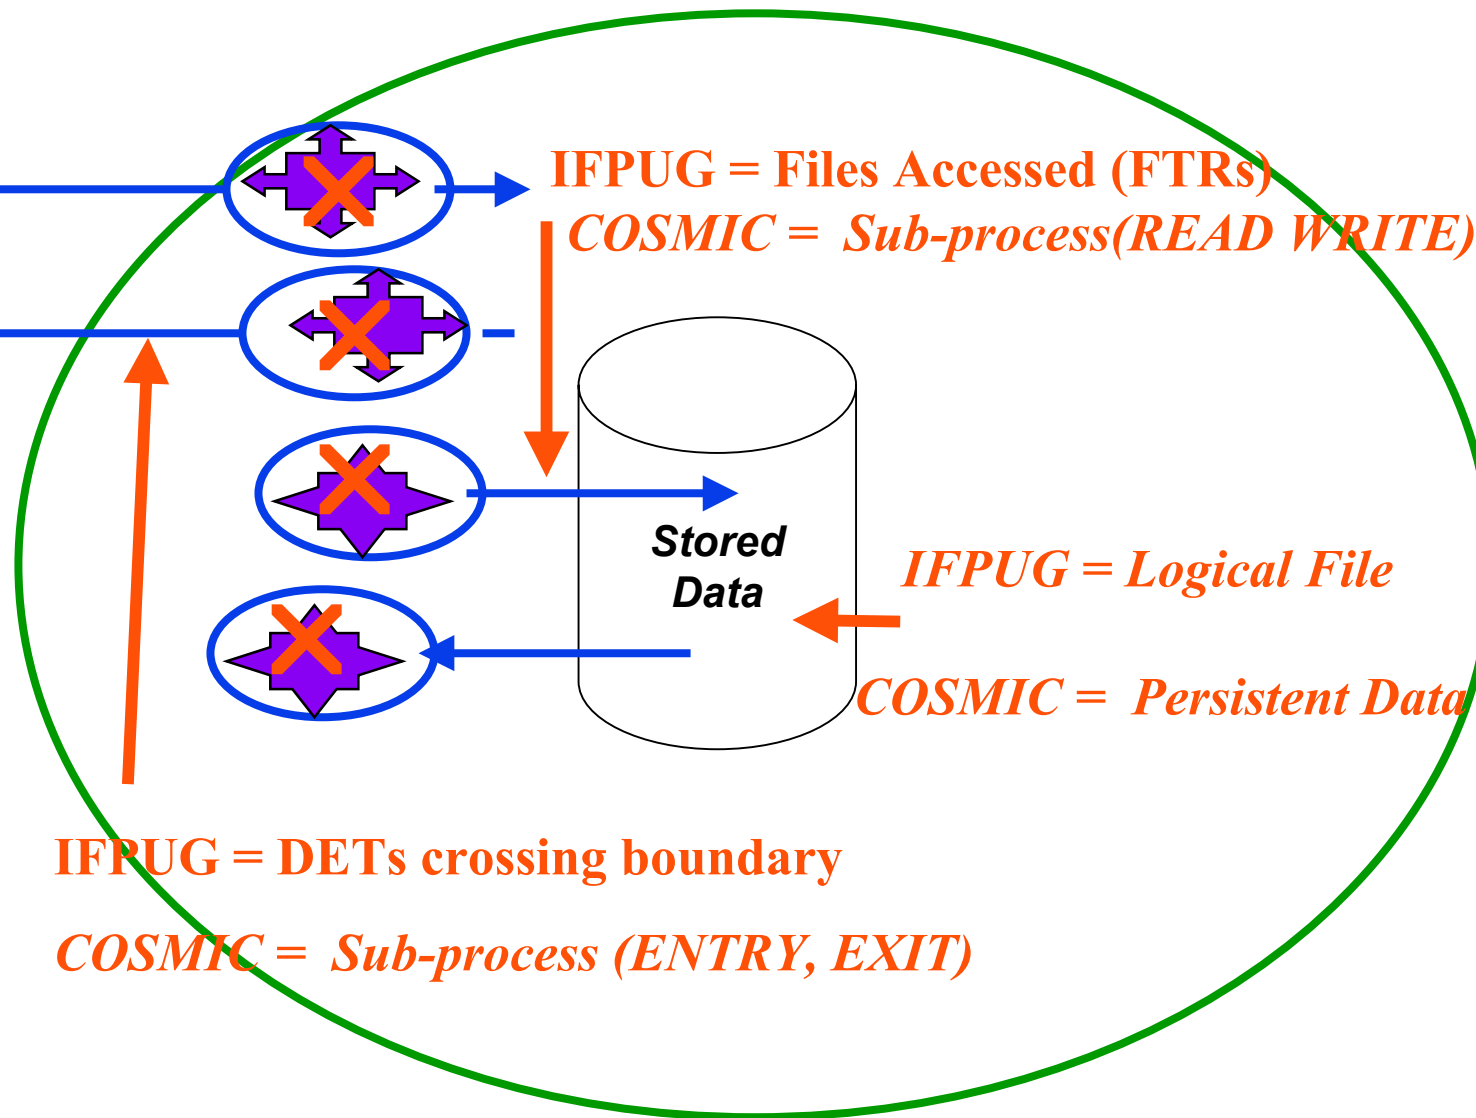 IFPUG = Files Accessed (FTRs)
COSMIC = Sub-process(READ WRITE)
Stored
Data
IFPUG = Logical File
COSMIC = Persistent Data
IFPUG = DETs crossing boundary
COSMIC = Sub-process (ENTRY, EXIT)